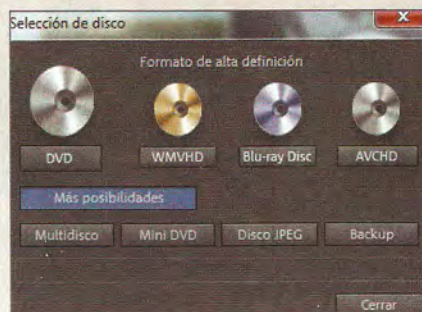 Selección de disco
Formato de alta definición
DVD WMVHD Blu-ray Disc AVCHD
Más posibilidades
Multidisco Mini DVD Disco JPEG Backup
Cerrar